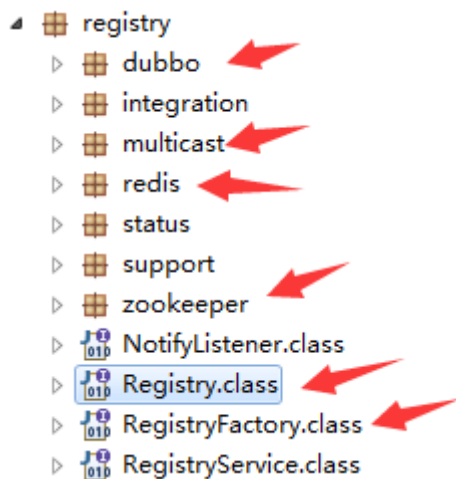 registry
dubbo
integration
multicast
redis
status
support
zookeeper
NotifyListener.class
Registry.class
RegistryFactory.class
RegistryService.class